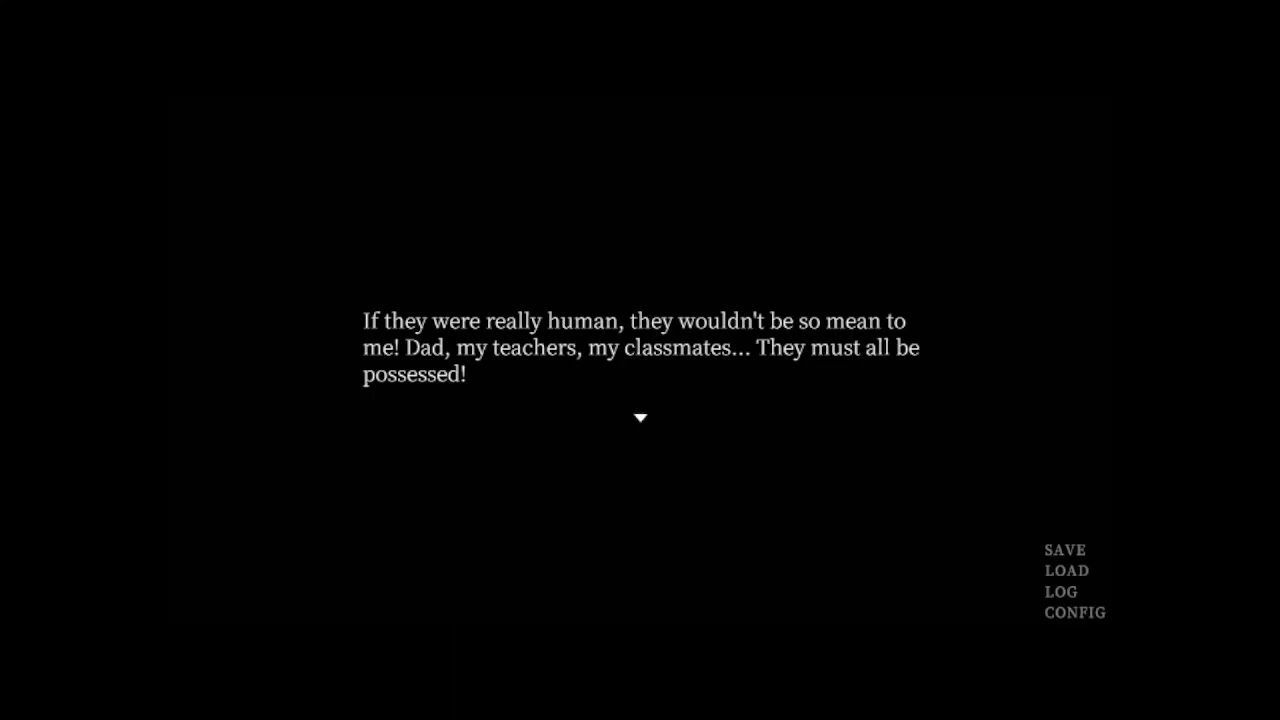 If they were really human, they wouldn't be so mean to
me! Dad, my teachers, my classmates... They must all be
possessed!
SAVE
LOAD
LOG
CONFIG